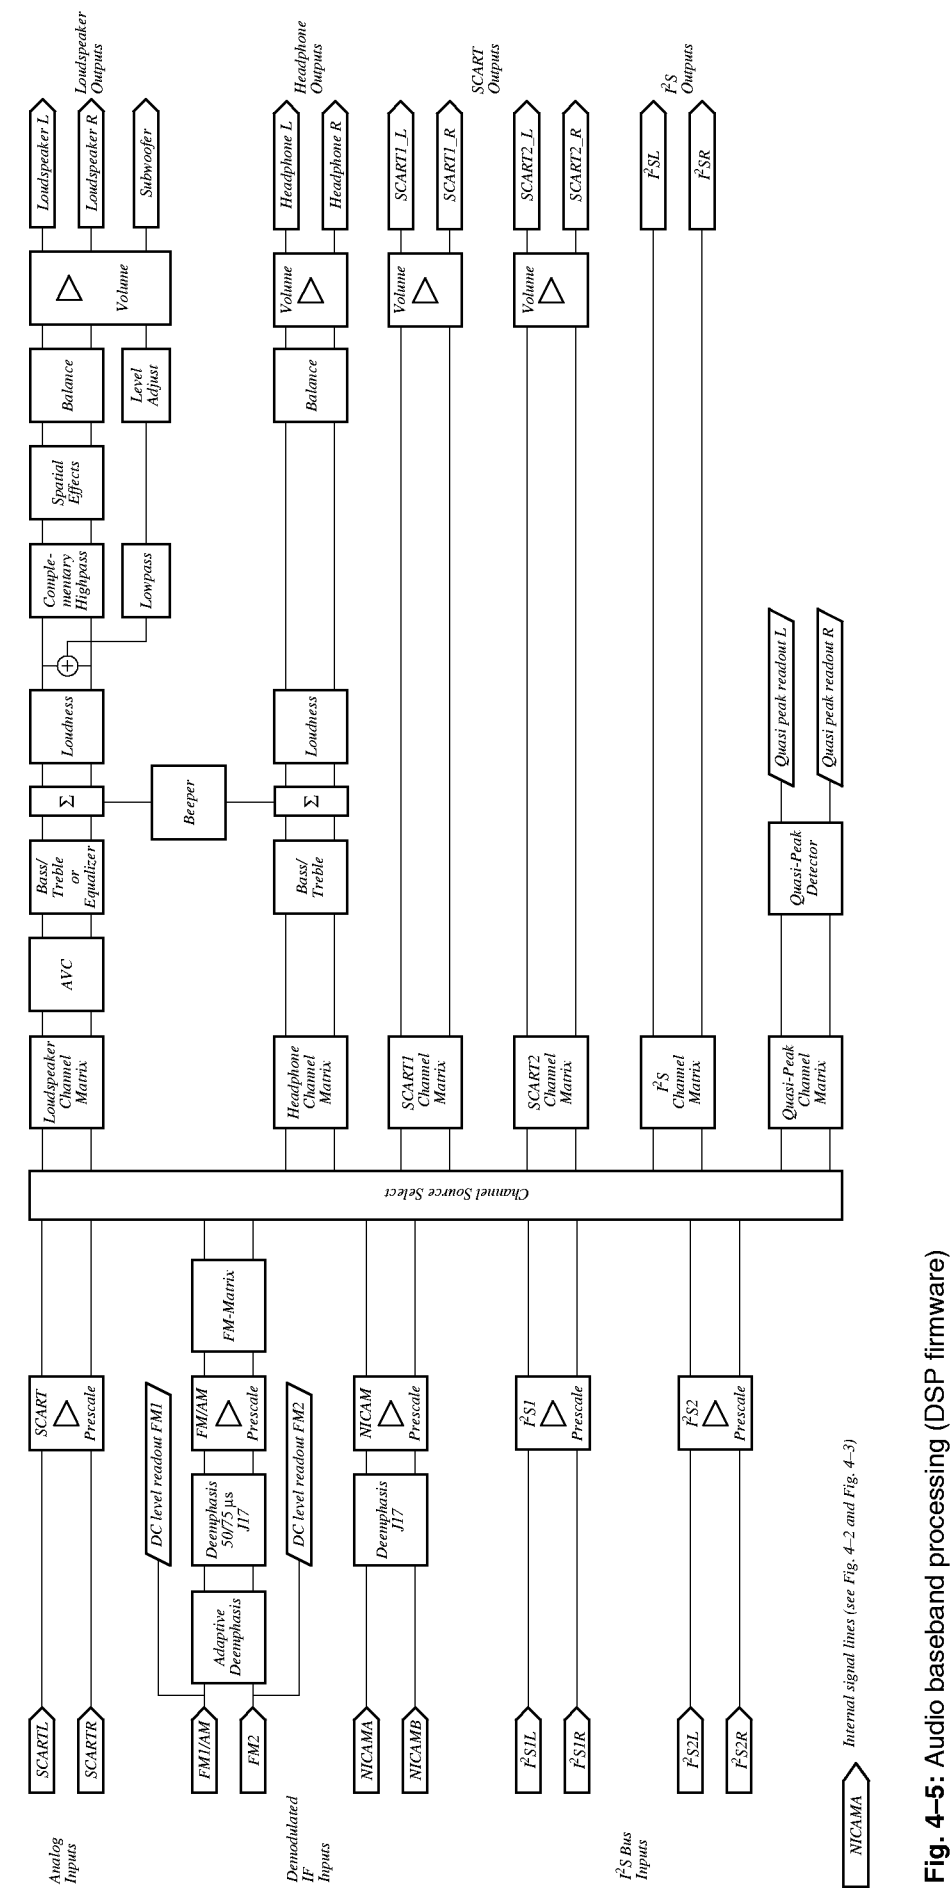 Analog
Inputs
SCARTL
SCARTR
SCART
Prescale
Demodulated
IF
Inputs
FM1/AM
FM2
DC level readout FM1
Adaptive
Deemphasis
Deemphasis
50/75 µs
J17
FM/AM
Prescale
FM-Matrix
DC level readout FM2
NICAMA
NICAMB
Deemphasis
J17
NICAM
Prescale
I²S Bus
Inputs
I²S1L
I²S1R
I²S1
Prescale
I²S2L
I²S2R
I²S2
Prescale
Channel Source Select
Loudspeaker
Channel
Matrix
AVC
Bass/
Treble
or
Equalizer
Σ
Loudness
+
Comple-
mentary
Highpass
Spatial
Effects
Balance
Volume
Lowpass
Level
Adjust
Loudspeaker L
Loudspeaker R
Subwoofer
Loudspeaker
Outputs
Beeper
Headphone
Channel
Matrix
Bass/
Treble
Σ
Loudness
Balance
Volume
Headphone L
Headphone R
Headphone
Outputs
SCART1
Channel
Matrix
Volume
SCART1_L
SCART1_R
SCART
Outputs
SCART2
Channel
Matrix
Volume
SCART2_L
SCART2_R
I²S
Channel
Matrix
I²SL
I²SR
I²S
Outputs
Quasi-Peak
Channel
Matrix
Quasi-Peak
Detector
Quasi peak readout L
Quasi peak readout R
NICAMA
Internal signal lines (see Fig. 4–2 and Fig. 4–3)
Fig. 4–5: Audio baseband processing (DSP firmware)